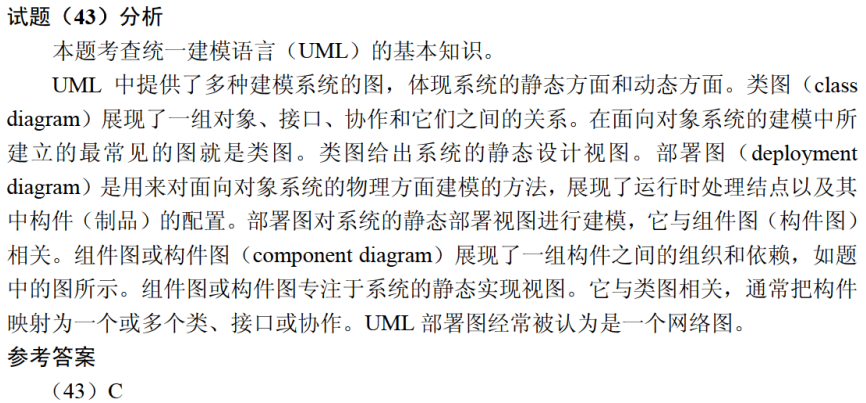 试题（43）分析
本题考查统一建模语言（UML）的基本知识。
UML 中提供了多种建模系统的图，体现系统的静态方面和动态方面。类图（class
diagram）展现了一组对象、接口、协作和它们之间的关系。在面向对象系统的建模中所
建立的最常见的图就是类图。类图给出系统的静态设计视图。部署图（deployment
diagram）是用来对面向对象系统的物理方面建模的方法，展现了运行时处理结点以及其
中构件（制品）的配置。部署图对系统的静态部署视图进行建模，它与组件图（构件图）
相关。组件图或构件图（component diagram）展现了一组构件之间的组织和依赖，如题
中的图所示。组件图或构件图专注于系统的静态实现视图。它与类图相关，通常把构件
映射为一个或多个类、接口或协作。UML 部署图经常被认为是一个网络图。
参考答案
（43）C